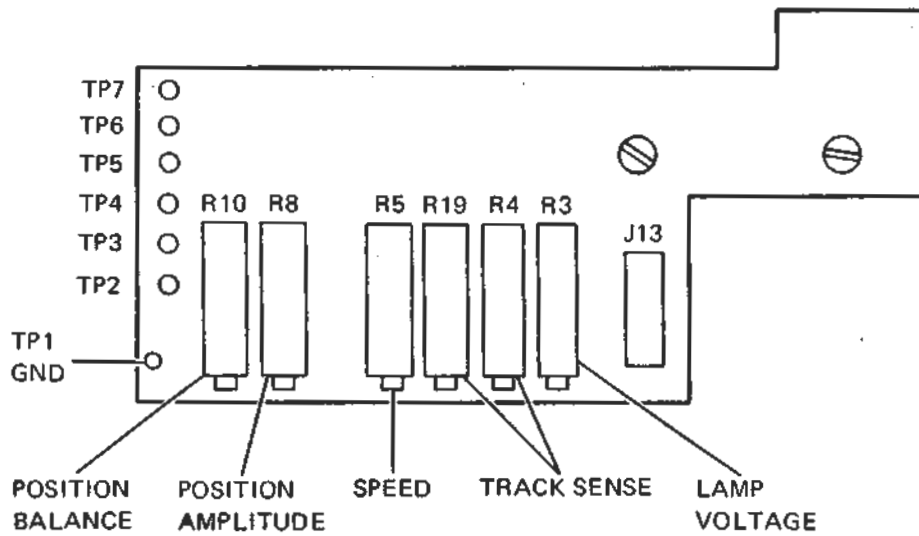 TP7
TP6
TP5
TP4
TP3
TP2
TP1
GND
R10 R8 R5 R19 R4 R3
J13
POSITION
BALANCE
POSITION
AMPLITUDE
SPEED
TRACK SENSE
LAMP
VOLTAGE